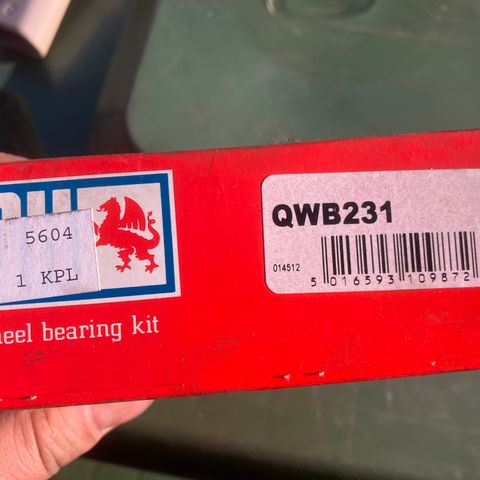 5604
1 KPL
eel bearing kit
QWB231
014512
5 016593 109872